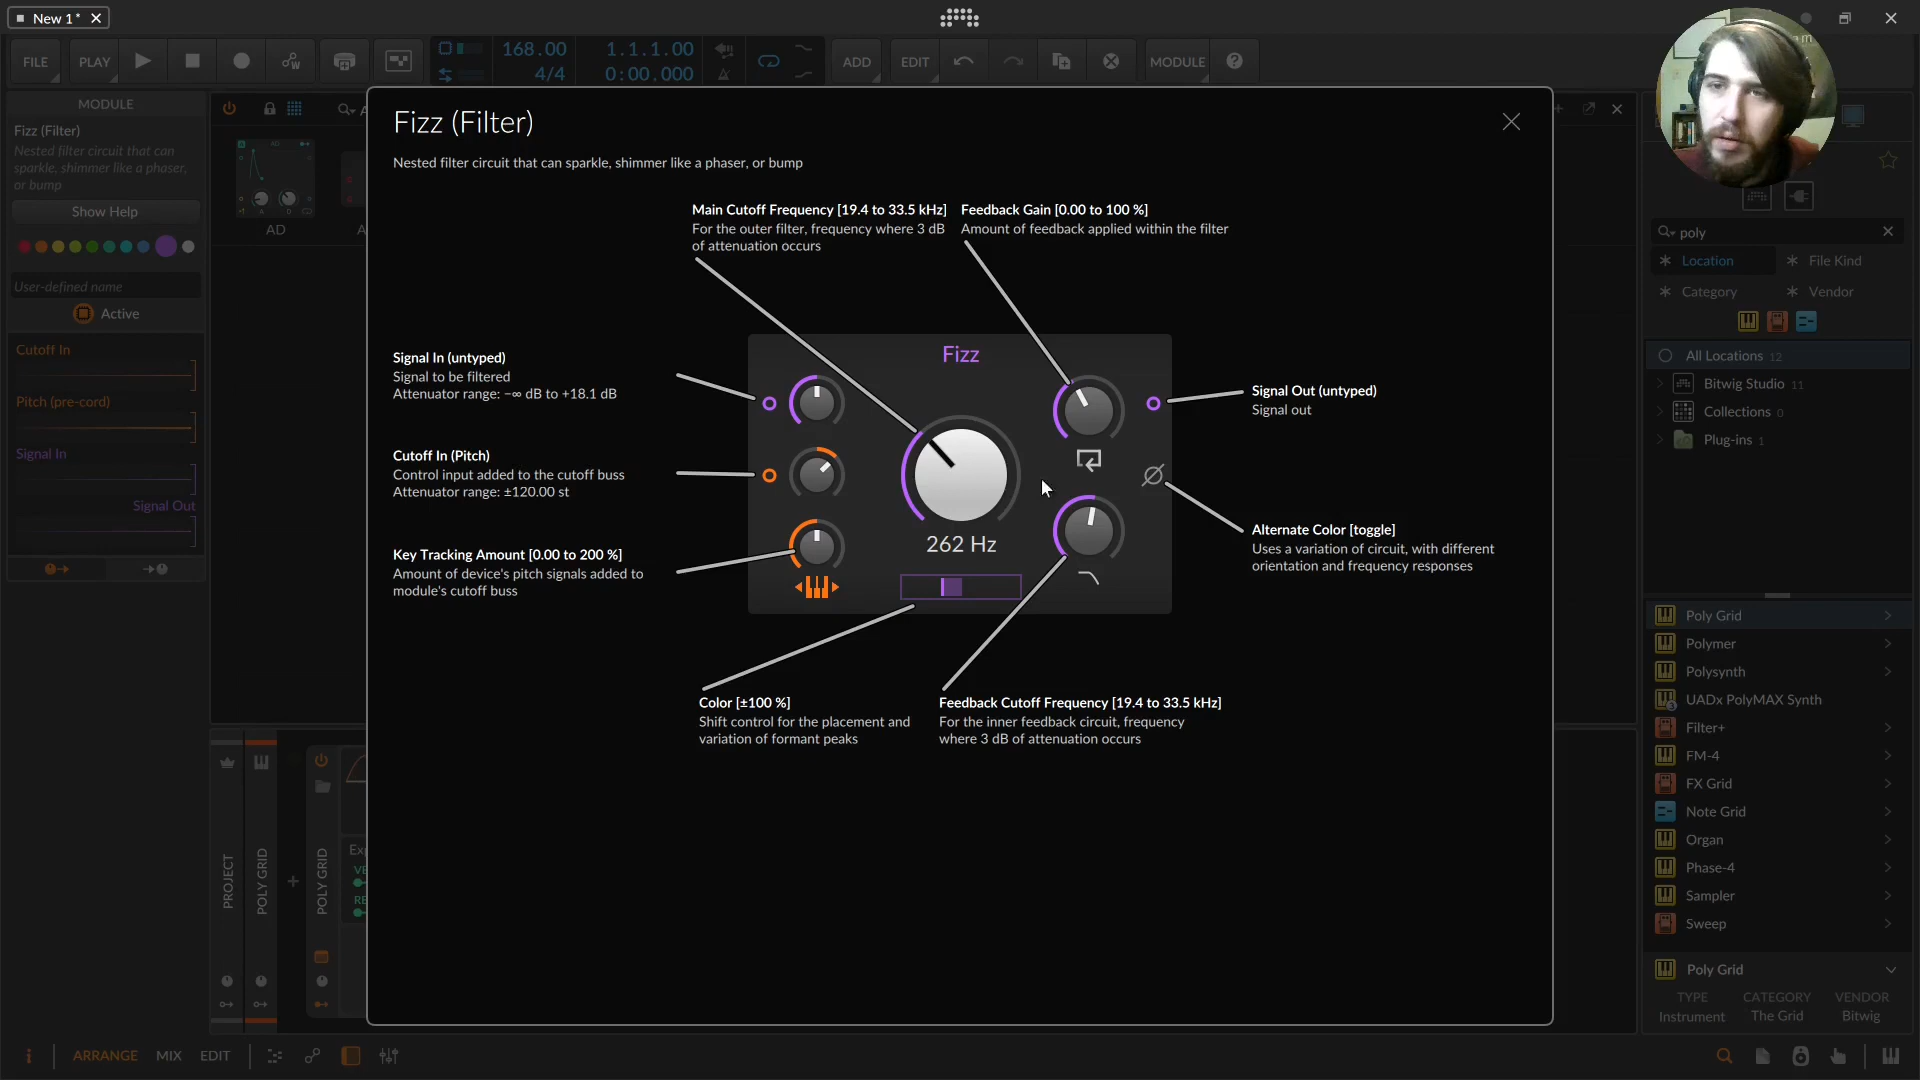 New 1*
FILE
PLAY
168.00
4/4
1.1.1.00
0:00.000
ADD
EDIT
MODULE
MODULE
Fizz (Filter)
Nested filter circuit that can
sparkle, shimmer like a phaser,
or bump
Show Help
User-defined name
Active
Cutoff In
Pitch (pre-cord)
Signal In
Signal Out
AD
AD
Fizz (Filter)
Nested filter circuit that can sparkle, shimmer like a phaser, or bump
Main Cutoff Frequency [19.4 to 33.5 kHz]
For the outer filter, frequency where 3 dB
of attenuation occurs
Feedback Gain [0.00 to 100 %]
Amount of feedback applied within the filter
Signal In (untyped)
Signal to be filtered
Attenuator range: −∞ dB to +18.1 dB
Cutoff In (Pitch)
Control input added to the cutoff buss
Attenuator range: ±120.00 st
Key Tracking Amount [0.00 to 200 %]
Amount of device's pitch signals added to
module's cutoff buss
Fizz
262 Hz
Signal Out (untyped)
Signal out
Alternate Color [toggle]
Uses a variation of circuit, with different
orientation and frequency responses
Color [±100 %]
Shift control for the placement and
variation of formant peaks
Feedback Cutoff Frequency [19.4 to 33.5 kHz]
For the inner feedback circuit, frequency
where 3 dB of attenuation occurs
poly
Location
File Kind
Category
Vendor
All Locations 12
Bitwig Studio 11
Collections 0
Plug-ins 1
Poly Grid
Polymer
Polysynth
UADx PolyMAX Synth
Filter+
FM-4
FX Grid
Note Grid
Organ
Phase-4
Sampler
Sweep
Poly Grid
TYPE
CATEGORY
VENDOR
Instrument
The Grid
Bitwig
PROJECT
POLY GRID
POLY GRID
Exp
VE
RE
ARRANGE
MIX
EDIT